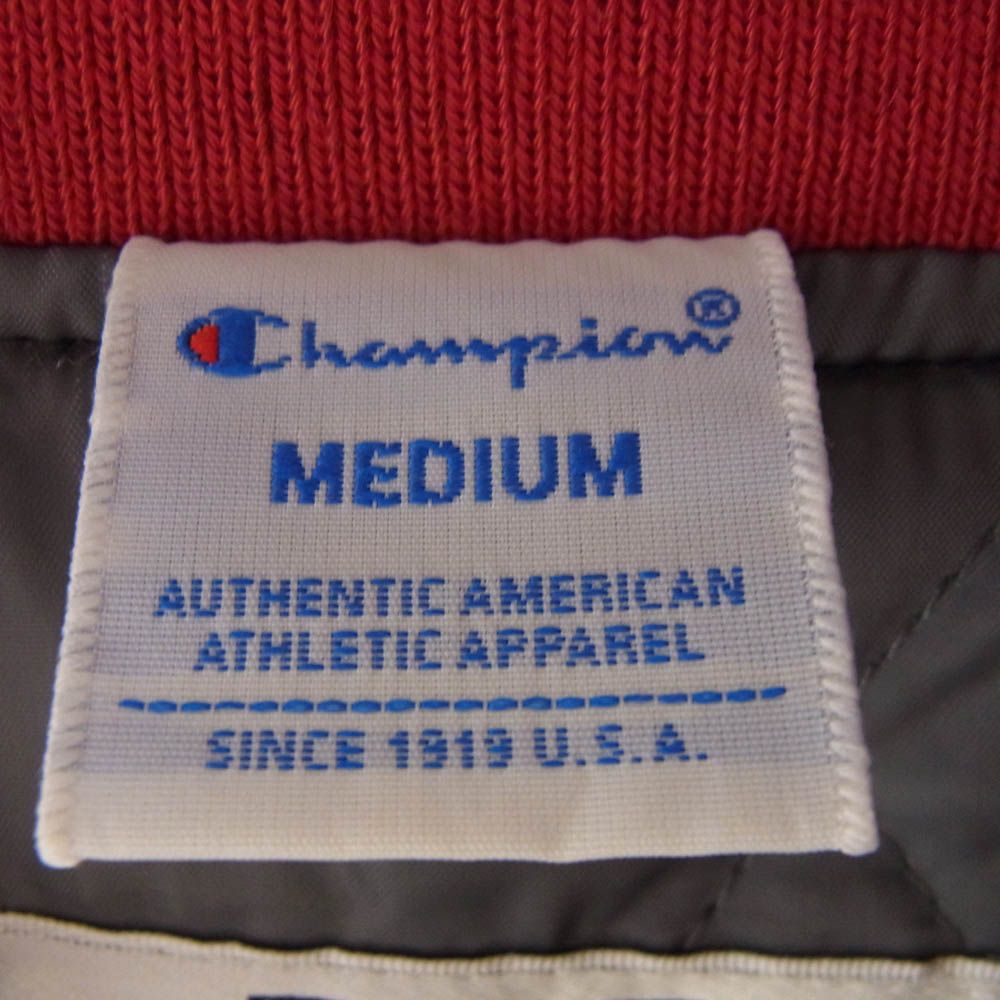 Champion®
MEDIUM
AUTHENTIC AMERICAN
ATHLETIC APPAREL
SINCE 1919 U.S.A.